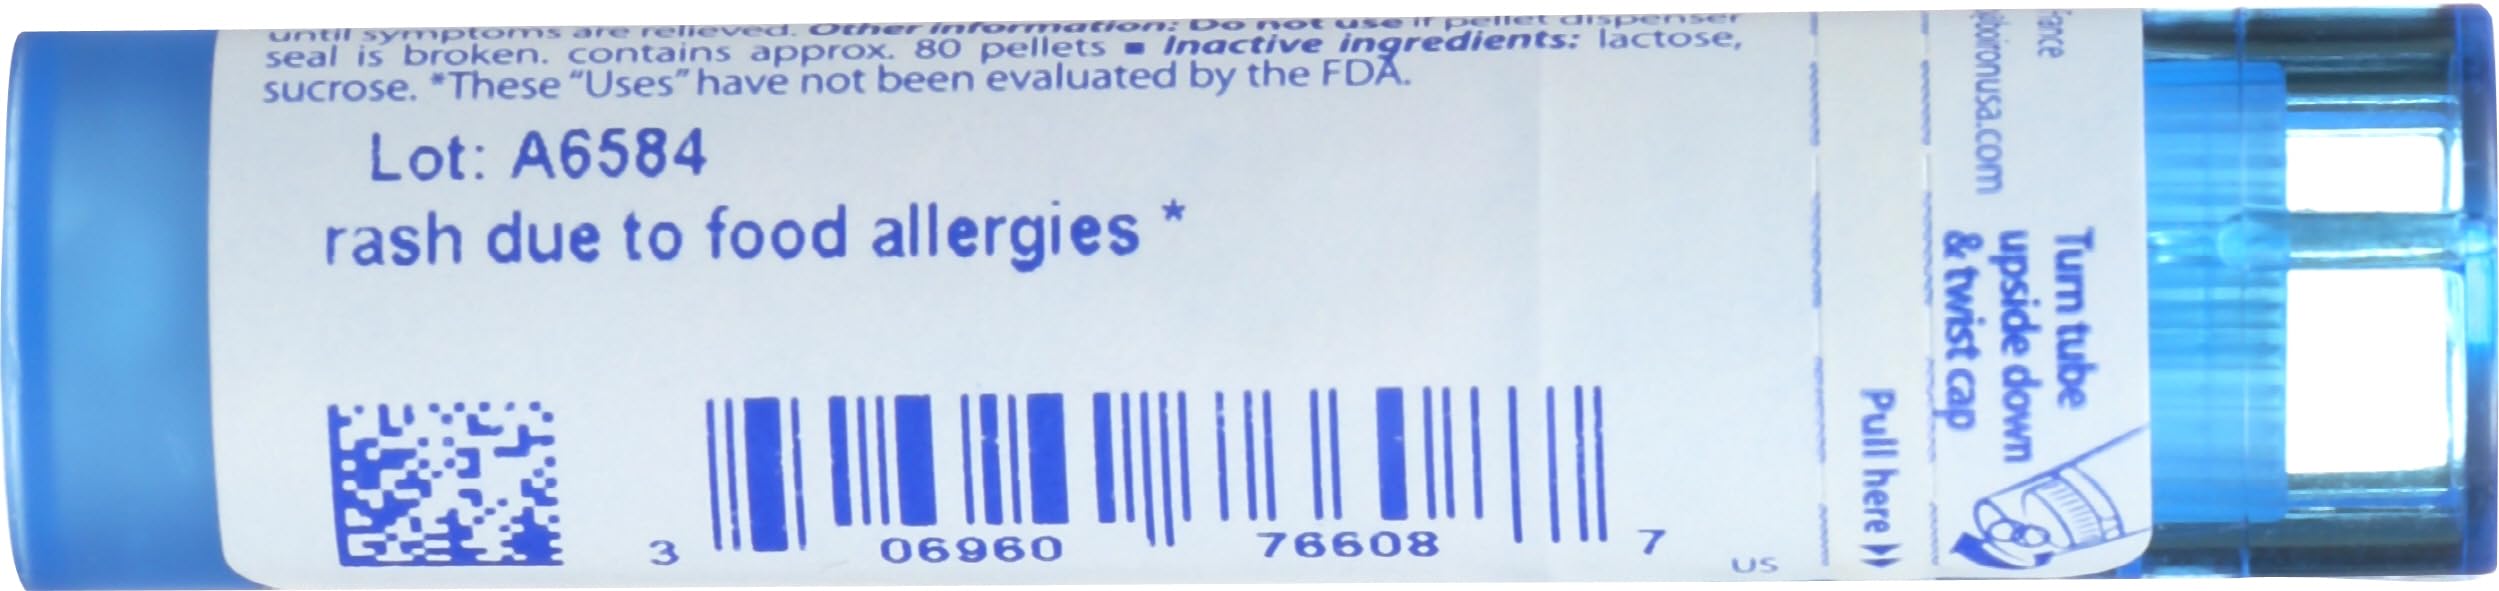 until symptoms are relieved. Other information: Do not use if pellet dispenser
seal is broken. contains approx. 80 pellets ■ Inactive ingredients: lactose,
sucrose. *These "Uses" have not been evaluated by the FDA.
Lot: A6584
rash due to food allergies *
3 06960 76608 7
US
Pull here
Turn tube
upside down
& twist cap